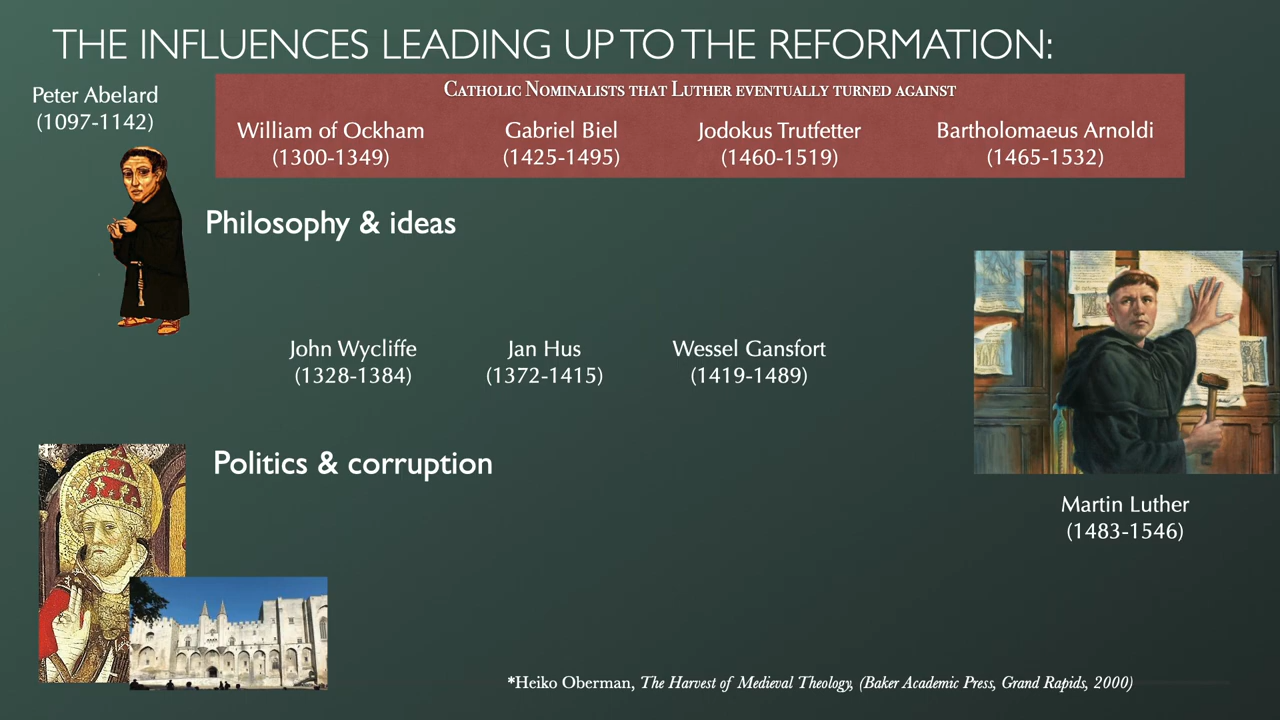 THE INFLUENCES LEADING UP TO THE REFORMATION:
Peter Abelard
(1097-1142)
Catholic Nominalists that Luther eventually turned against
William of Ockham
(1300-1349)
Gabriel Biel
(1425-1495)
Jodokus Trutfetter
(1460-1519)
Bartholomaeus Arnoldi
(1465-1532)
Philosophy & ideas
John Wycliffe
(1328-1384)
Jan Hus
(1372-1415)
Wessel Gansfort
(1419-1489)
Politics & corruption
Martin Luther
(1483-1546)
*Heiko Oberman, The Harvest of Medieval Theology, (Baker Academic Press, Grand Rapids, 2000)